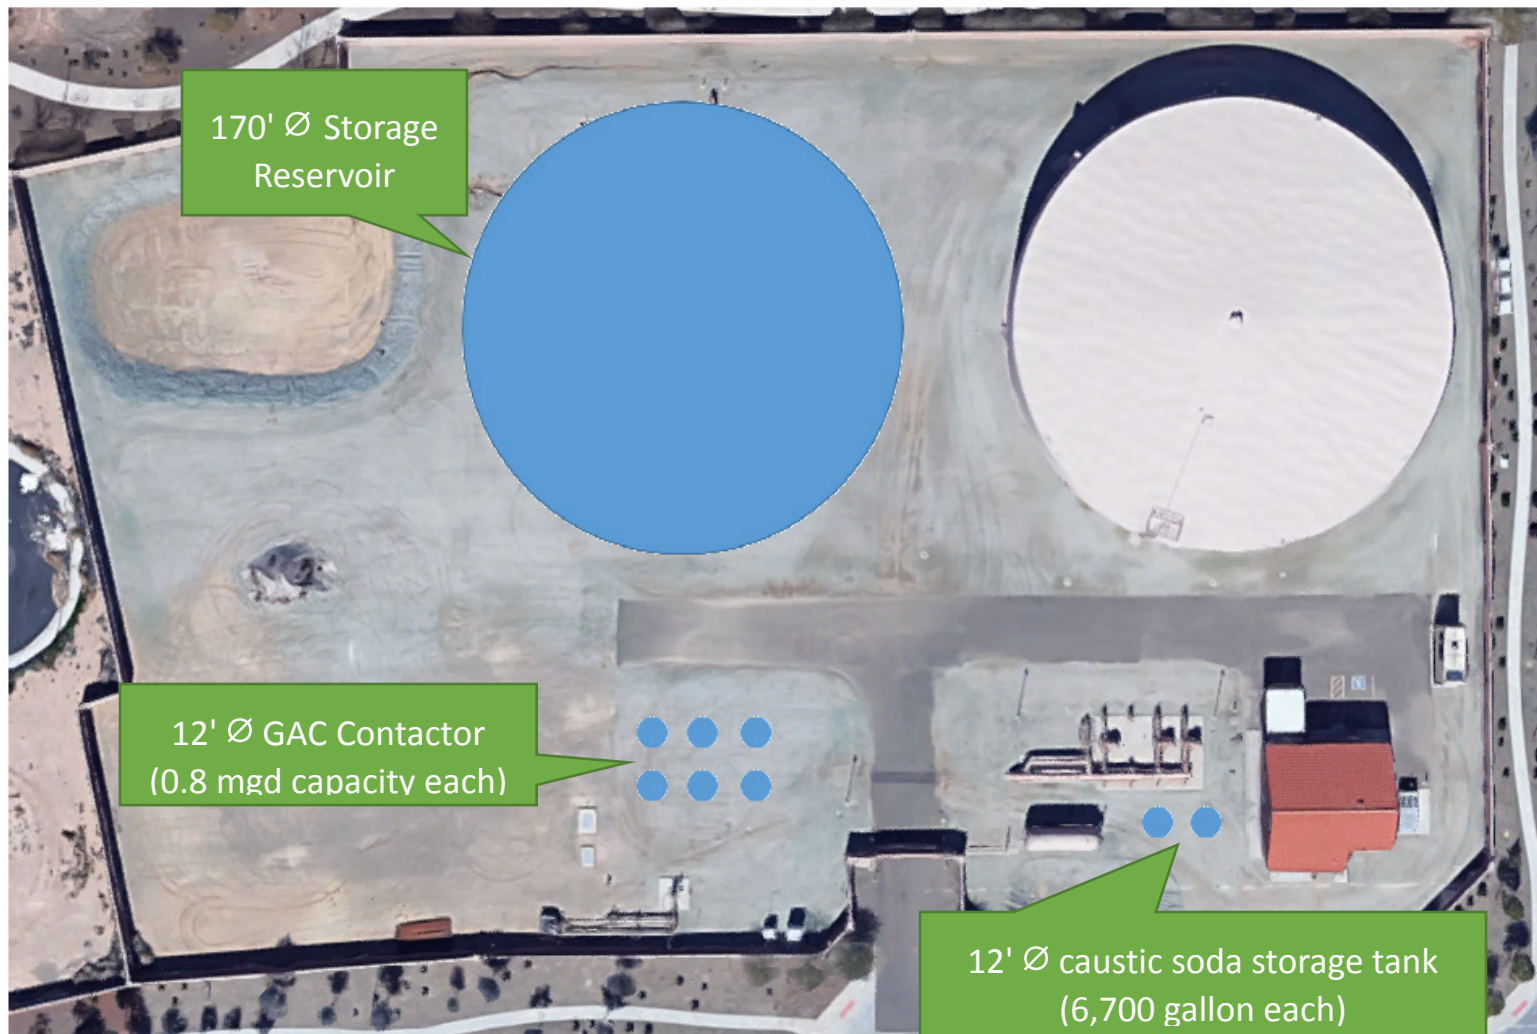 170' Ø Storage
Reservoir
12' Ø GAC Contactor
(0.8 mgd capacity each)
12' Ø caustic soda storage tank
(6,700 gallon each)